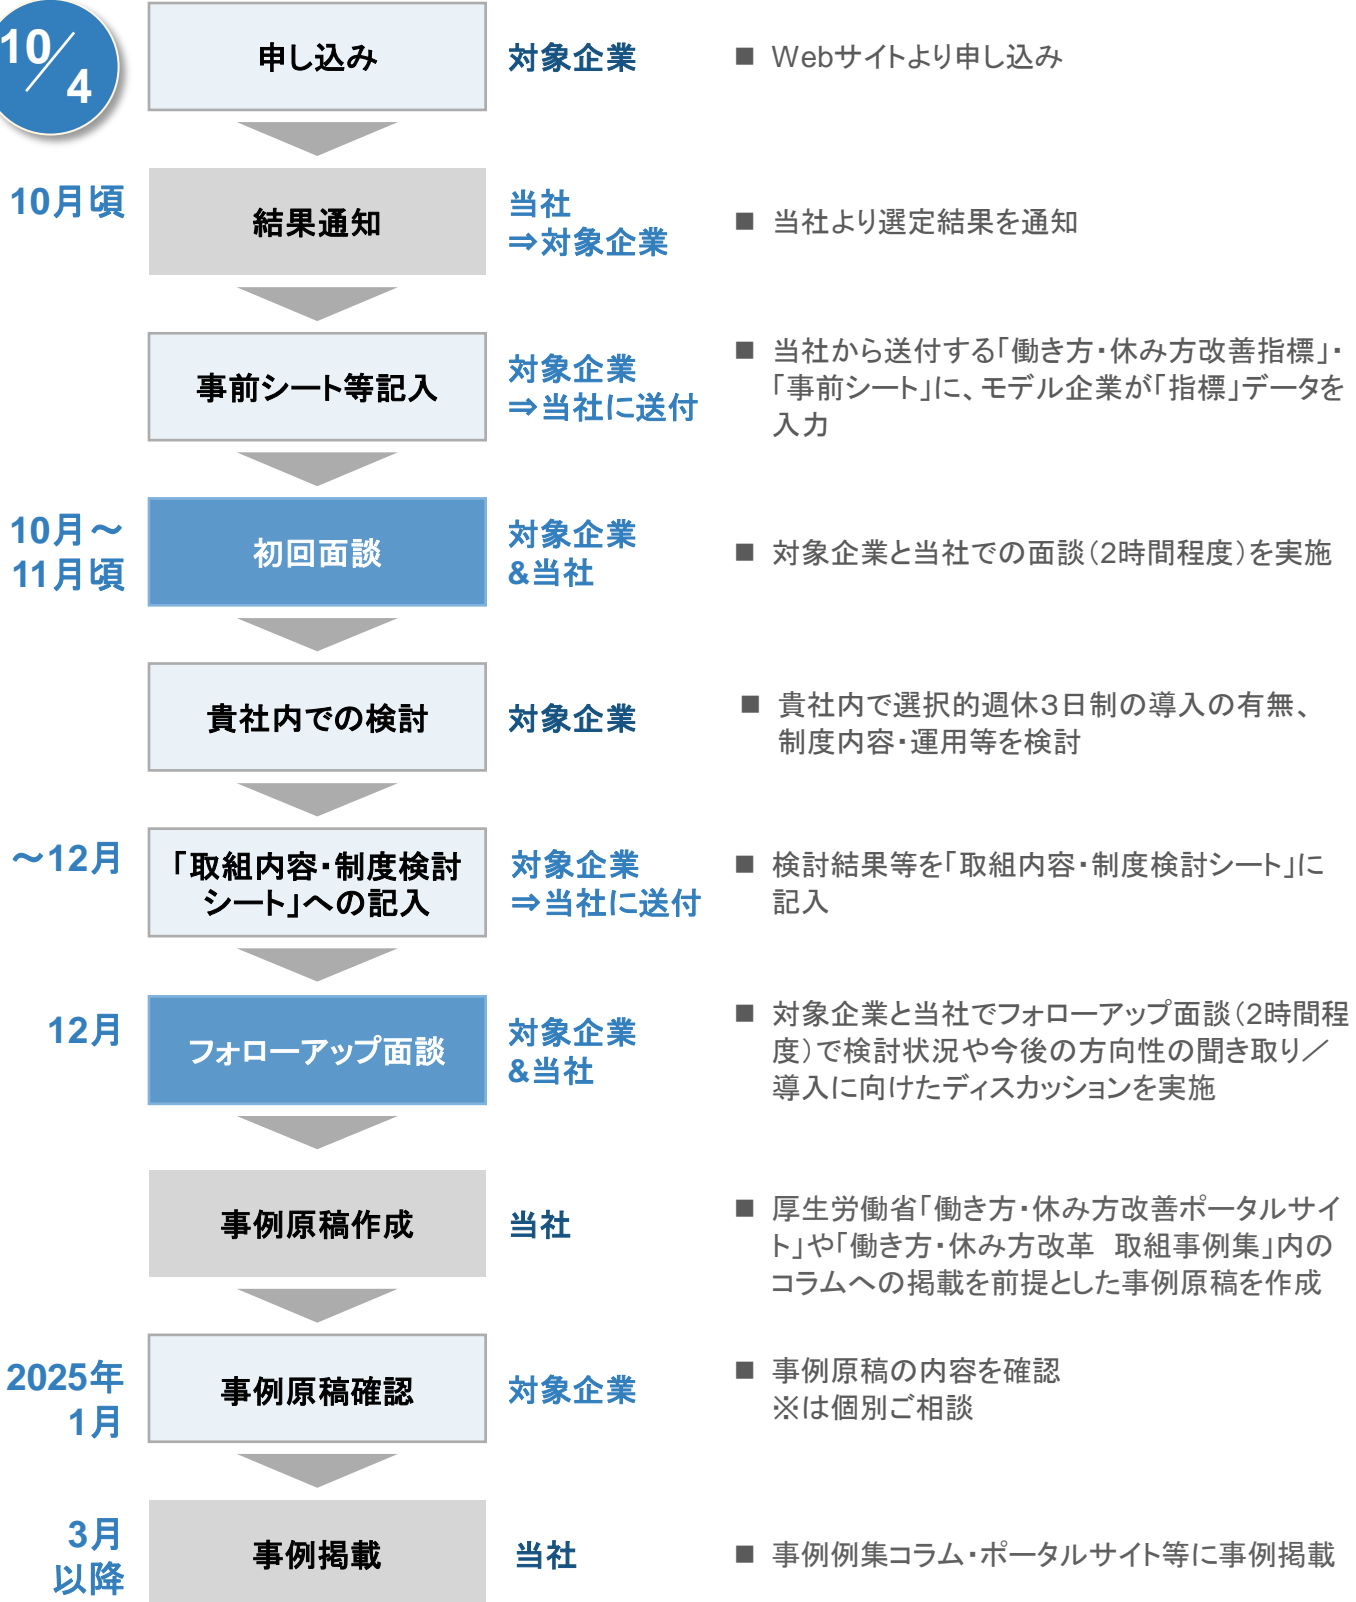 10/4
申し込み
対象企業
■ Webサイトより申し込み
10月頃
結果通知
当社
⇒対象企業
■ 当社より選定結果を通知
事前シート等記入
対象企業
⇒当社に送付
■ 当社から送付する「働き方・休み方改善指標」・
「事前シート」に、モデル企業が「指標」データを
入力
10月～
11月頃
初回面談
対象企業
&当社
■ 対象企業と当社での面談（2時間程度）を実施
貴社内での検討
対象企業
■ 貴社内で選択的週休３日制の導入の有無、
制度内容・運用等を検討
～12月
「取組内容・制度検討
シート」への記入
対象企業
⇒当社に送付
■ 検討結果等を「取組内容・制度検討シート」に
記入
12月
フォローアップ面談
対象企業
&当社
■ 対象企業と当社でフォローアップ面談（2時間程
度）で検討状況や今後の方向性の聞き取り／
導入に向けたディスカッションを実施
事例原稿作成
当社
■ 厚生労働省「働き方・休み方改善ポータルサイ
ト」や「働き方・休み方改革　取組事例集」内の
コラムへの掲載を前提とした事例原稿を作成
2025年
1月
事例原稿確認
対象企業
■ 事例原稿の内容を確認
※は個別ご相談
3月
以降
事例掲載
当社
■ 事例例集コラム・ポータルサイト等に事例掲載